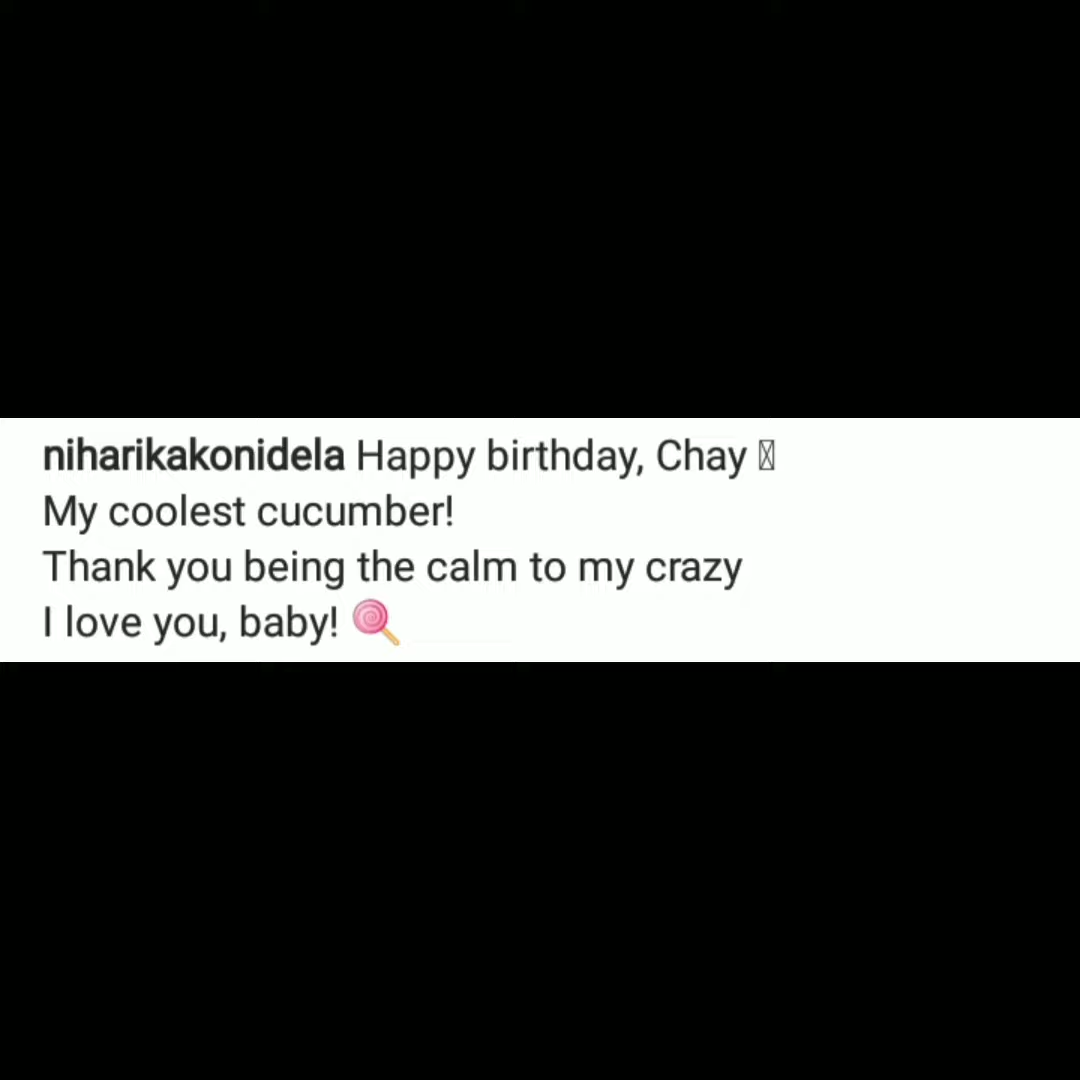 niharikakonidela Happy birthday, Chay
My coolest cucumber!
Thank you being the calm to my crazy
I love you, baby! 🍭